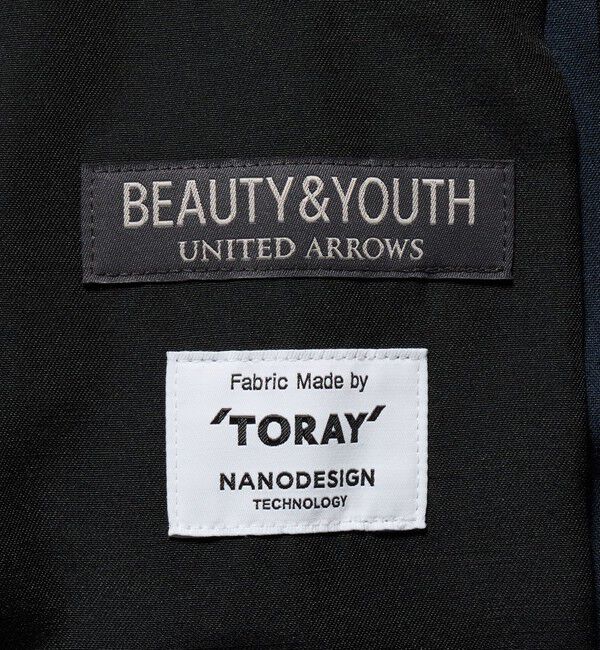 BEAUTY&YOUTH
UNITED ARROWS
Fabric Made by
'TORAY'
NANODESIGN
TECHNOLOGY